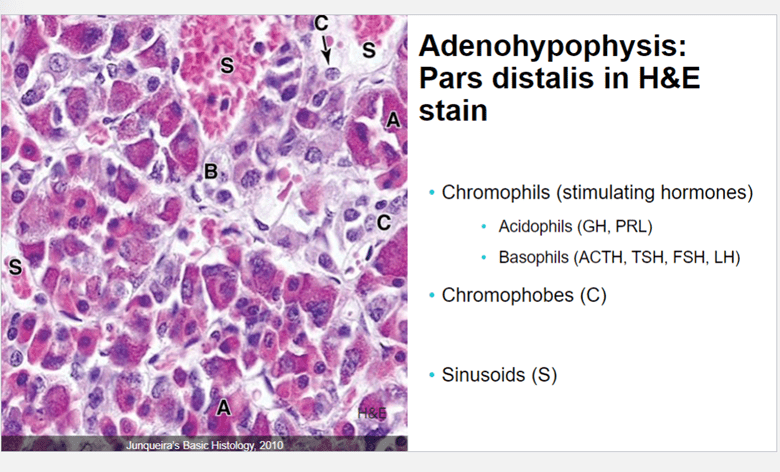 C
S
S
A
B
C
S
A
H&E
Junqueira's Basic Histology, 2010
Adenohypophysis:
Pars distalis in H&E
stain
• Chromophils (stimulating hormones)
• Acidophils (GH, PRL)
• Basophils (ACTH, TSH, FSH, LH)
• Chromophobes (C)
• Sinusoids (S)